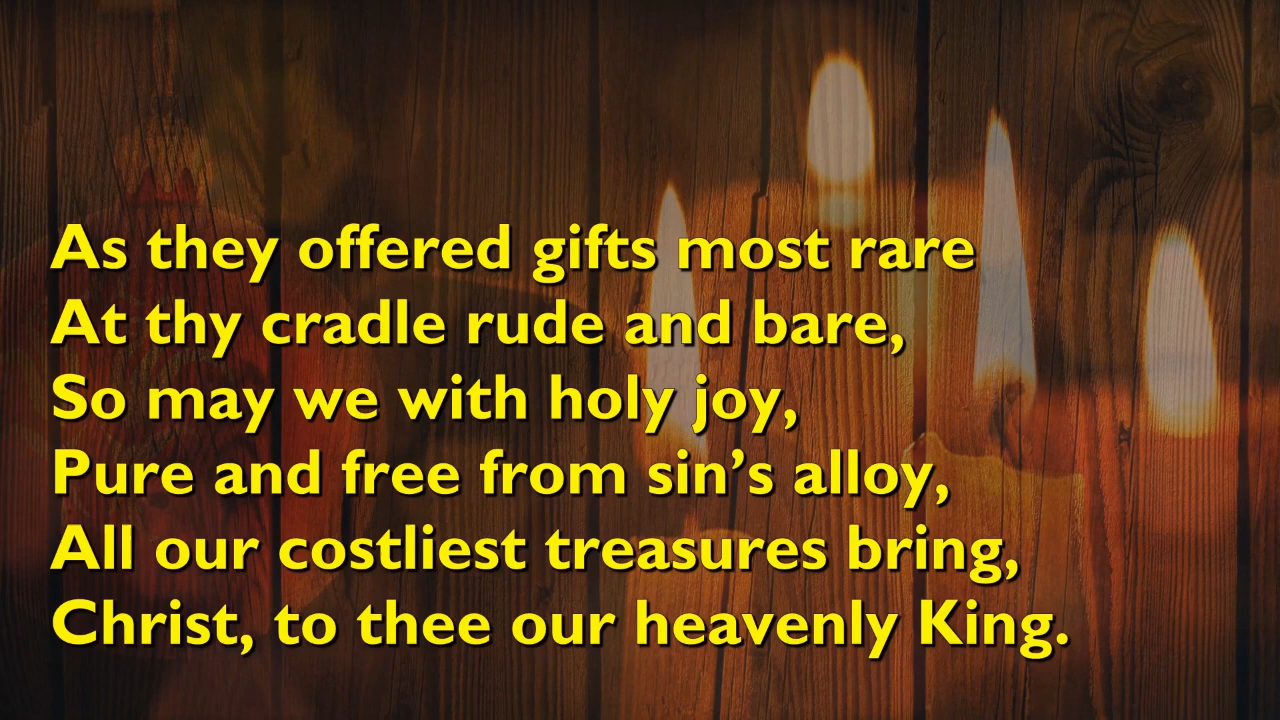 As they offered gifts most rare
At thy cradle rude and bare,
So may we with holy joy,
Pure and free from sin’s alloy,
All our costliest treasures bring,
Christ, to thee our heavenly King.